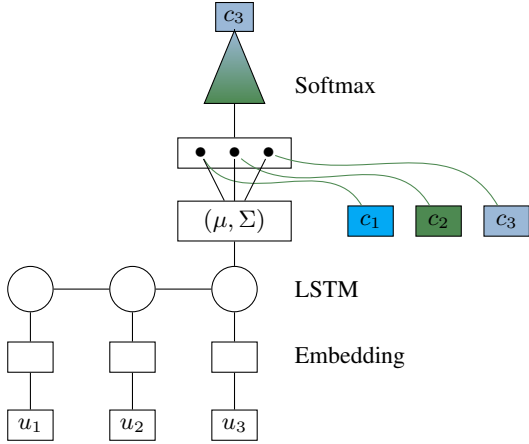 c₃
Softmax
(μ, Σ)
c₁ c₂ c₃
LSTM
Embedding
u₁ u₂ u₃